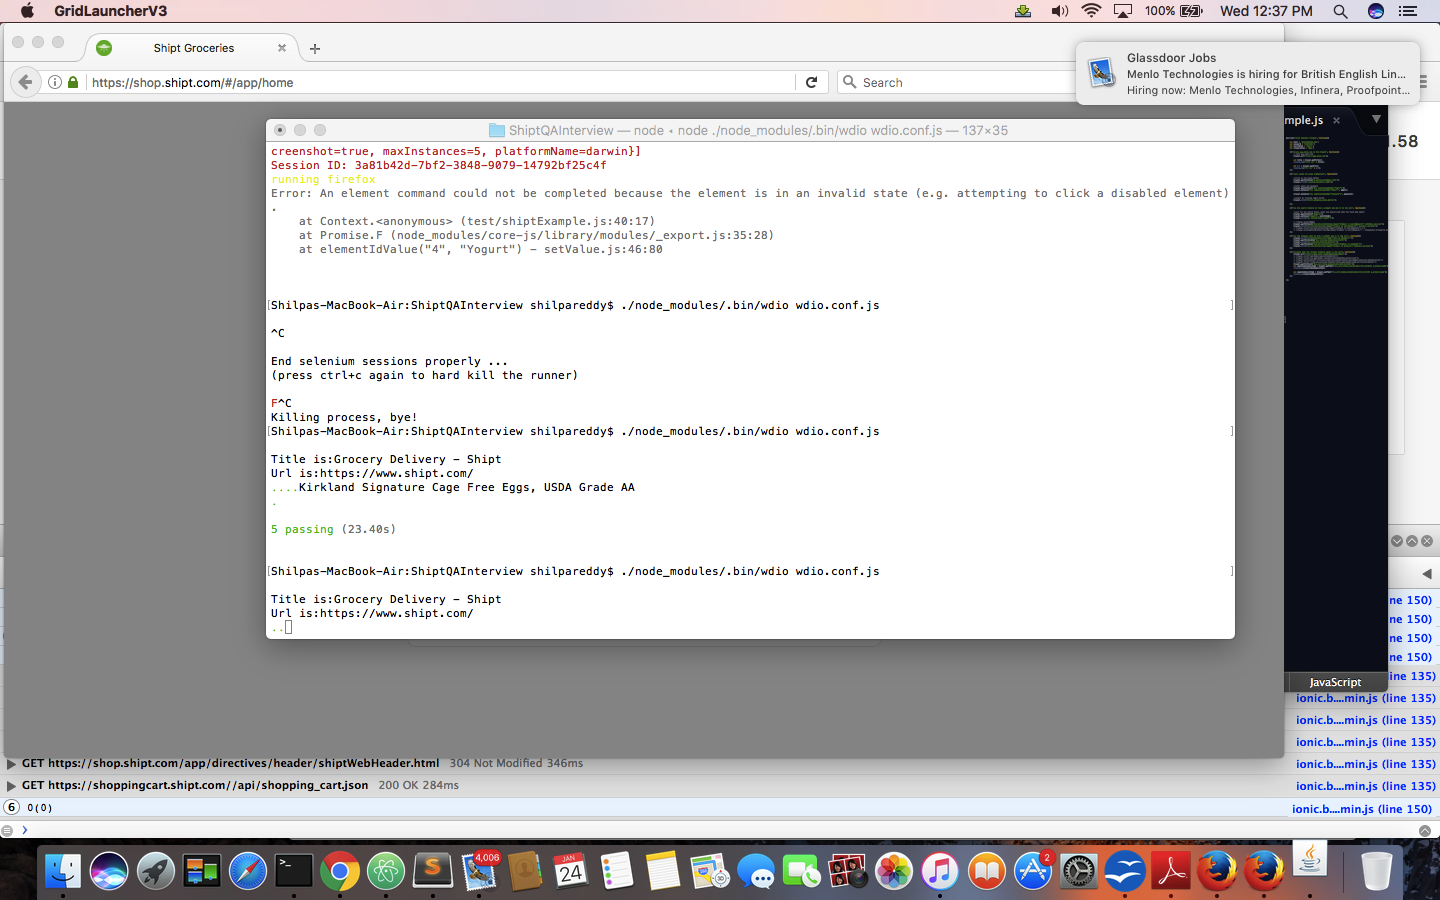 GridLauncherV3
100%
Wed 12:37 PM
Shipt Groceries
https://shop.shipt.com/#/app/home
Search
Glassdoor Jobs
Menlo Technologies is hiring for British English Lin...
Hiring now: Menlo Technologies, Infinera, Proofpoint...
mple.js
1.58
ShiptQAInterview — node ◂ node ./node_modules/.bin/wdio wdio.conf.js — 137×35
creenshot=true, maxInstances=5, platformName=darwin}]
Session ID: 3a81b42d-7bf2-3848-9079-14792bf25c4f
running firefox
Error: An element command could not be completed because the element is in an invalid state (e.g. attempting to click a disabled element)
.
at Context.<anonymous> (test/shiptExample.js:40:17)
at Promise.F (node_modules/core-js/library/modules/_export.js:35:28)
at elementIdValue("4", "Yogurt") - setValue.js:46:80
[Shilpas-MacBook-Air:ShiptQAInterview shilpareddy$ ./node_modules/.bin/wdio wdio.conf.js ]
^C
End selenium sessions properly ...
(press ctrl+c again to hard kill the runner)
F^C
Killing process, bye!
[Shilpas-MacBook-Air:ShiptQAInterview shilpareddy$ ./node_modules/.bin/wdio wdio.conf.js ]
Title is:Grocery Delivery - Shipt
Url is:https://www.shipt.com/
....Kirkland Signature Cage Free Eggs, USDA Grade AA
.
5 passing (23.40s)
[Shilpas-MacBook-Air:ShiptQAInterview shilpareddy$ ./node_modules/.bin/wdio wdio.conf.js ]
Title is:Grocery Delivery - Shipt
Url is:https://www.shipt.com/
..
ne 150)
ne 150)
ne 150)
ne 150)
ine 135)
JavaScript
ionic.b....min.js (line 135)
ionic.b....min.js (line 135)
ionic.b....min.js (line 135)
GET https://shop.shipt.com/app/directives/header/shiptWebHeader.html 304 Not Modified 346ms
ionic.b....min.js (line 135)
GET https://shoppingcart.shipt.com//api/shopping_cart.json 200 OK 284ms
ionic.b....min.js (line 135)
6 0(0)
ionic.b....min.js (line 150)
4,006
JAN
24
2